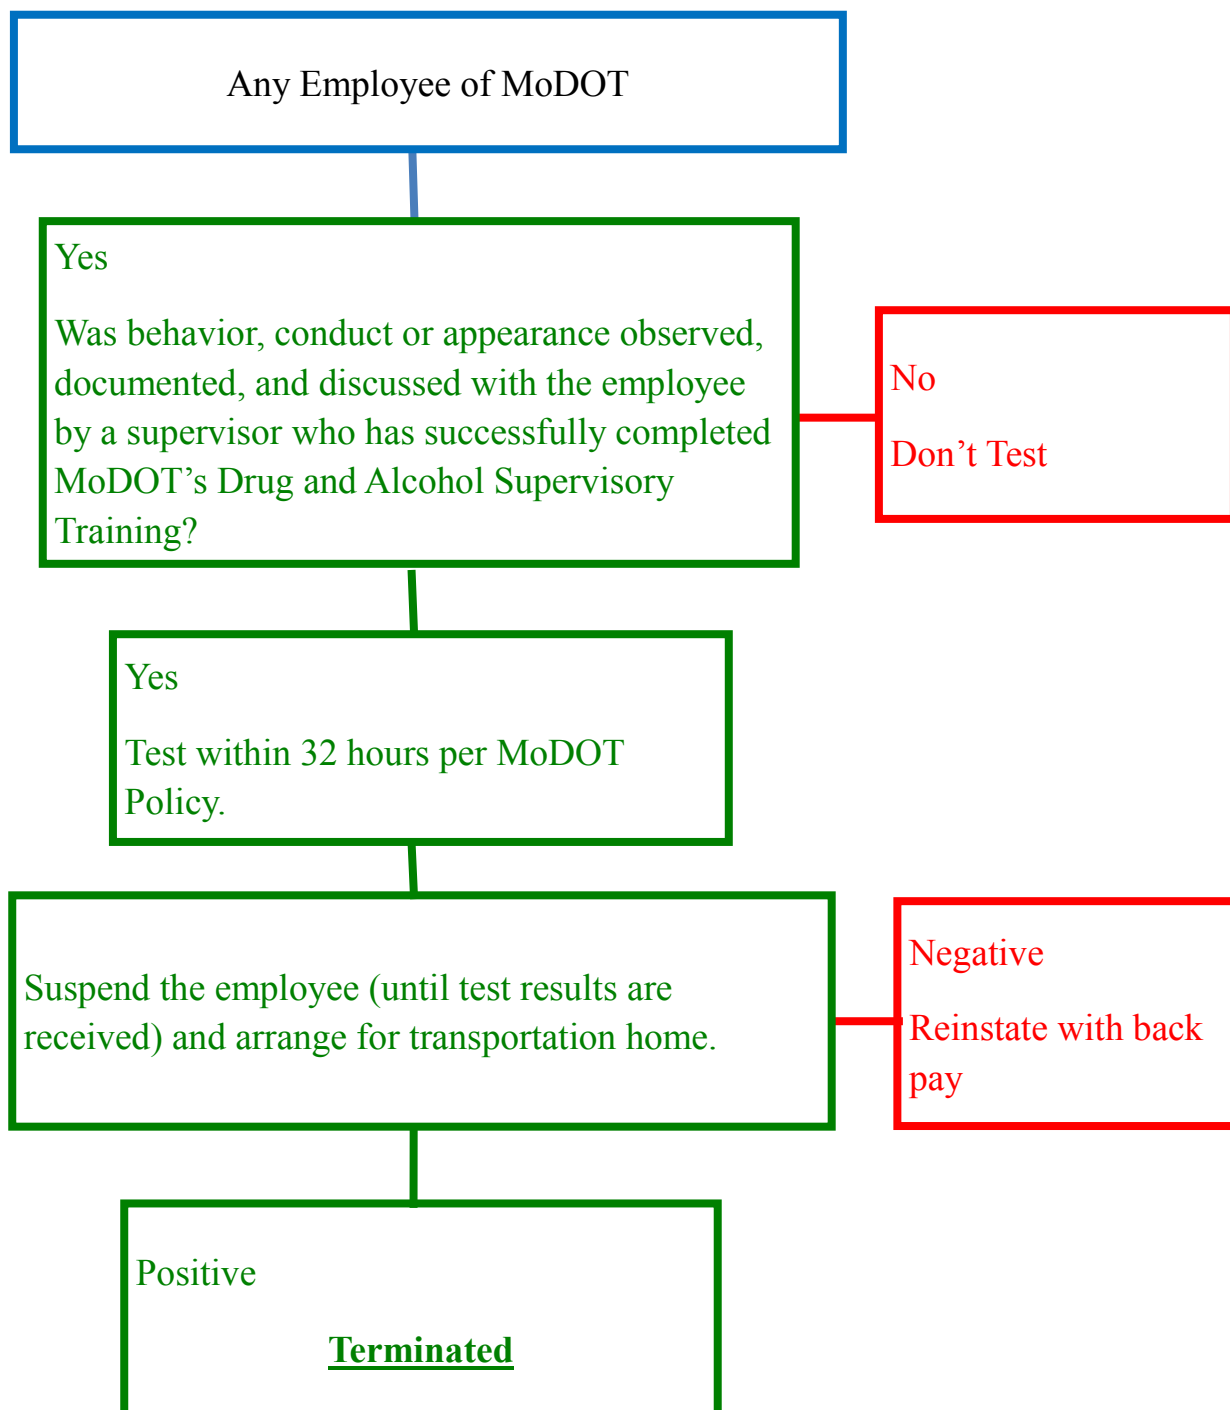 Any Employee of MoDOT
Yes
Was behavior, conduct or appearance observed,
documented, and discussed with the employee
by a supervisor who has successfully completed
MoDOT’s Drug and Alcohol Supervisory
Training?
No
Don’t Test
Yes
Test within 32 hours per MoDOT
Policy.
Suspend the employee (until test results are
received) and arrange for transportation home.
Negative
Reinstate with back
pay
Positive
Terminated